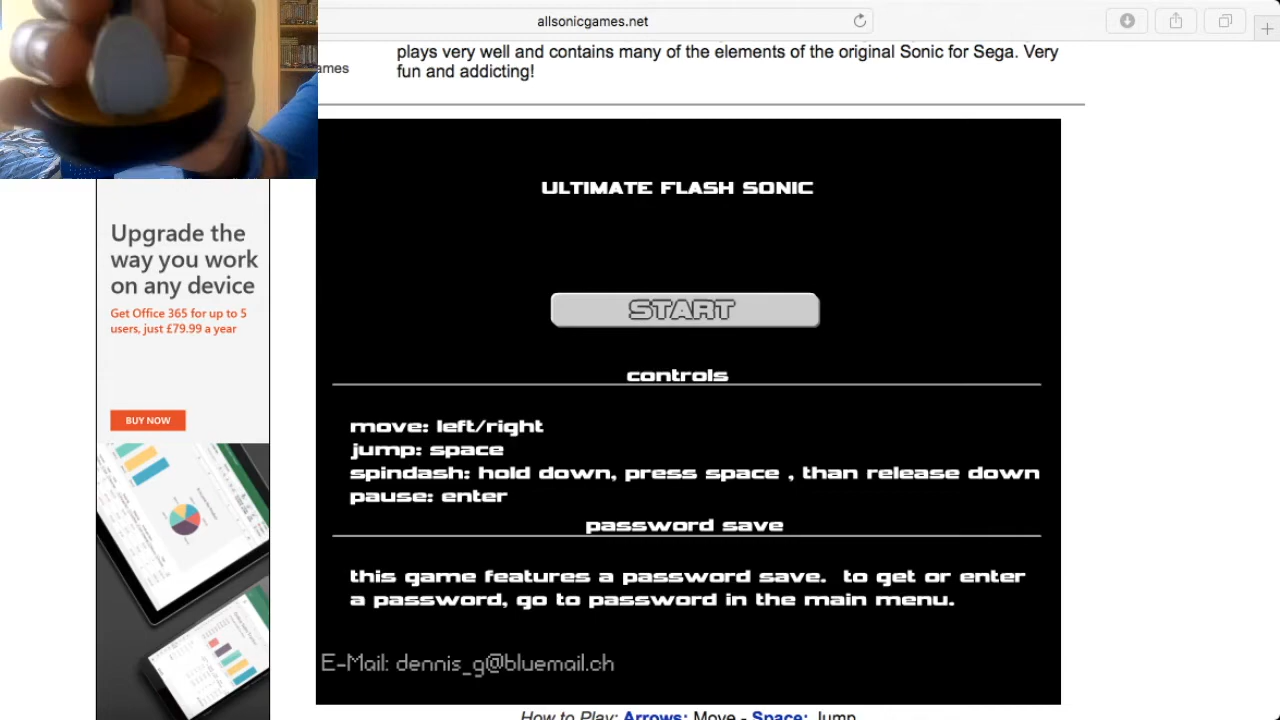 allsonicgames.net
plays very well and contains many of the elements of the original Sonic for Sega. Very
fun and addicting!
ames
ULTIMATE FLASH SONIC
START
controls
move: left/right
jump: space
spindash: hold down, press space , than release down
pause: enter
password save
this game features a password save. to get or enter
a password, go to password in the main menu.
E-Mail: dennis_g@bluemail.ch
How to Play: Arrows: Move - Space: Jump
Upgrade the
way you work
on any device
Get Office 365 for up to 5
users, just £79.99 a year
BUY NOW